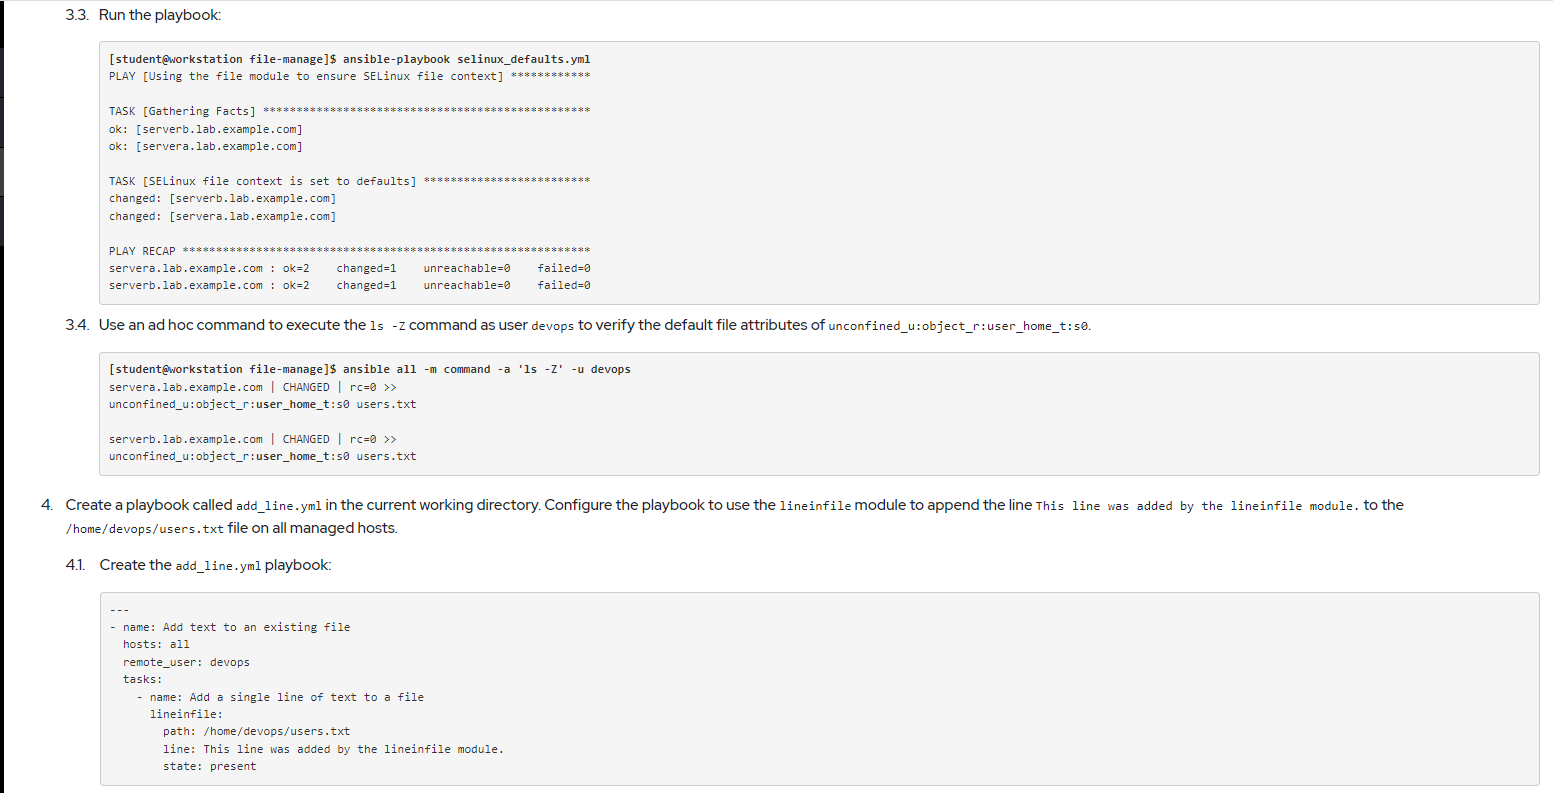 3.3. Run the playbook:
[student@workstation file-manage]$ ansible-playbook selinux_defaults.yml
PLAY [Using the file module to ensure SELinux file context] ************
TASK [Gathering Facts] *************************************************
ok: [serverb.lab.example.com]
ok: [servera.lab.example.com]
TASK [SELinux file context is set to defaults] *************************
changed: [serverb.lab.example.com]
changed: [servera.lab.example.com]
PLAY RECAP *************************************************************
servera.lab.example.com : ok=2    changed=1    unreachable=0    failed=0
serverb.lab.example.com : ok=2    changed=1    unreachable=0    failed=0
3.4. Use an ad hoc command to execute the ls -Z command as user devops to verify the default file attributes of unconfined_u:object_r:user_home_t:s0.
[student@workstation file-manage]$ ansible all -m command -a 'ls -Z' -u devops
servera.lab.example.com | CHANGED | rc=0 >>
unconfined_u:object_r:user_home_t:s0 users.txt
serverb.lab.example.com | CHANGED | rc=0 >>
unconfined_u:object_r:user_home_t:s0 users.txt
4. Create a playbook called add_line.yml in the current working directory. Configure the playbook to use the lineinfile module to append the line This line was added by the lineinfile module. to the
/home/devops/users.txt file on all managed hosts.
4.1. Create the add_line.yml playbook:
---
- name: Add text to an existing file
  hosts: all
  remote_user: devops
  tasks:
    - name: Add a single line of text to a file
      lineinfile:
        path: /home/devops/users.txt
        line: This line was added by the lineinfile module.
        state: present